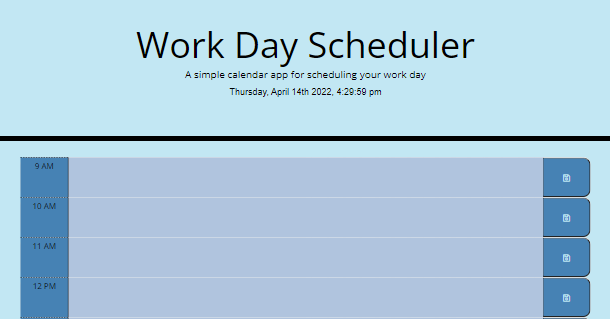 Work Day Scheduler
A simple calendar app for scheduling your work day
Thursday, April 14th 2022, 4:29:59 pm
9 AM
10 AM
11 AM
12 PM